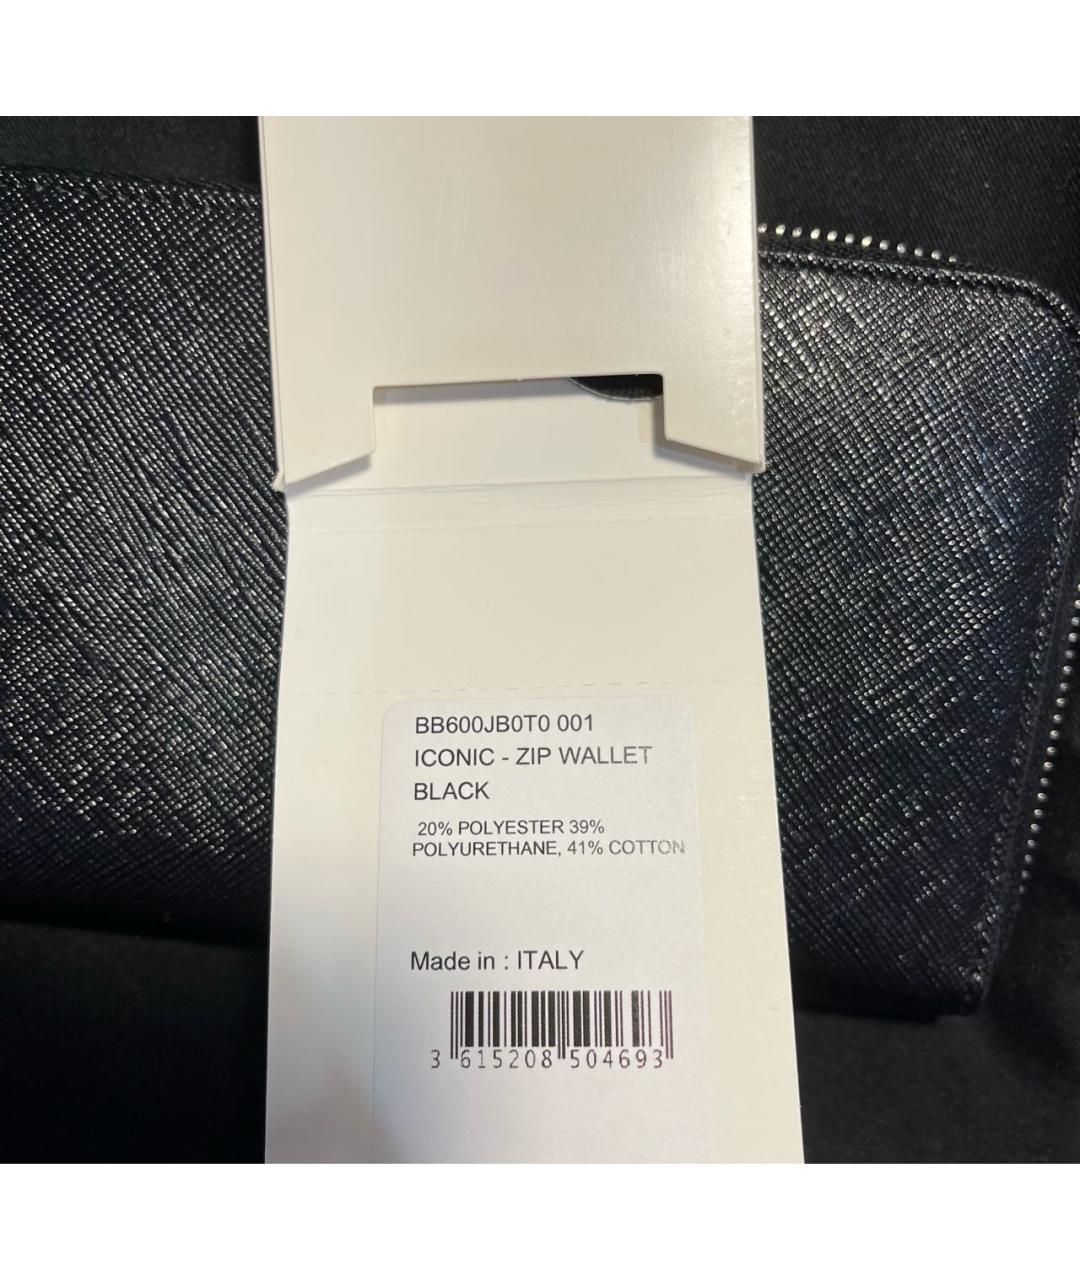 BB600JB0T0 001
ICONIC - ZIP WALLET
BLACK
20% POLYESTER 39%
POLYURETHANE, 41% COTTON
Made in : ITALY
3 615208 504693